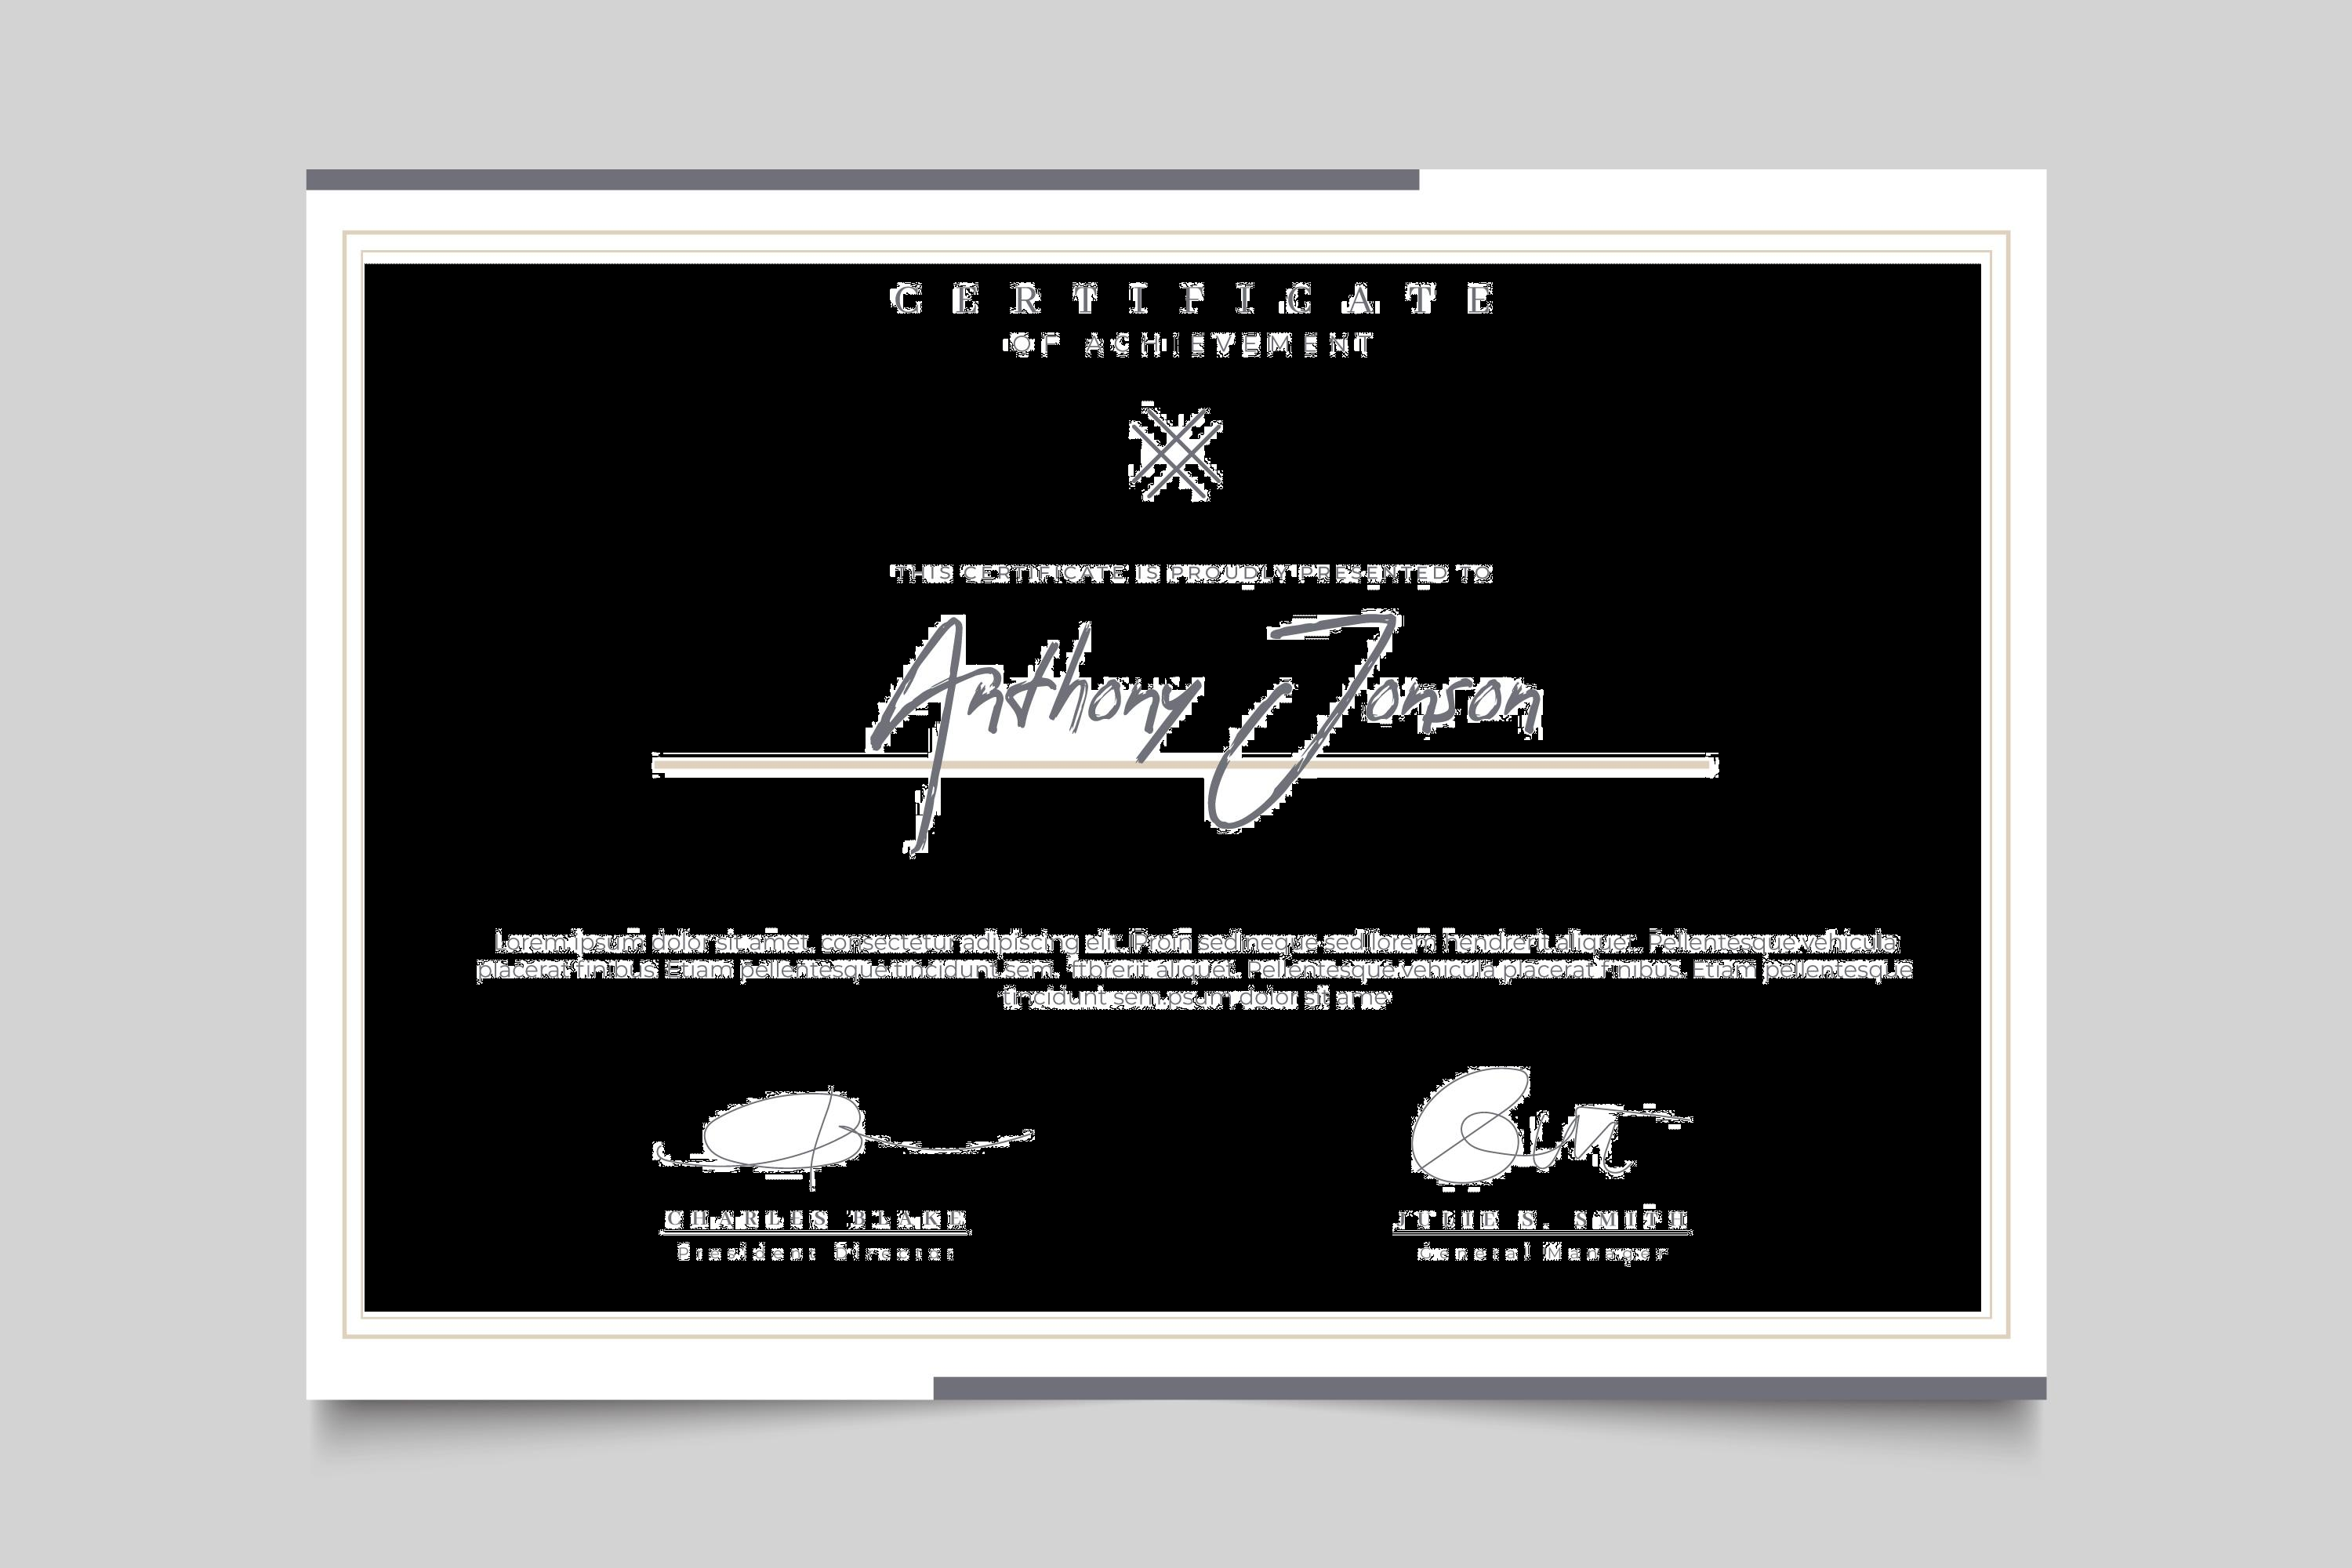 CERTIFICATE
OF ACHIEVEMENT
THIS CERTIFICATE IS PROUDLY PRESENTED TO
Anthony Jonson
Lorem ipsum dolor sit amet, consectetur adipiscing elit. Proin sed neque sed lorem hendrerit aliquet. Pellentesque vehicula
placerat finibus. Etiam pellentesque tincidunt sem. aliquet. Pellentesque vehicula placerat finibus. Etiam pellentesque
tincidunt sem.psum dolor sit ame
CHARLES BLAKE
President Director
JULIE S. SMITH
General Manager